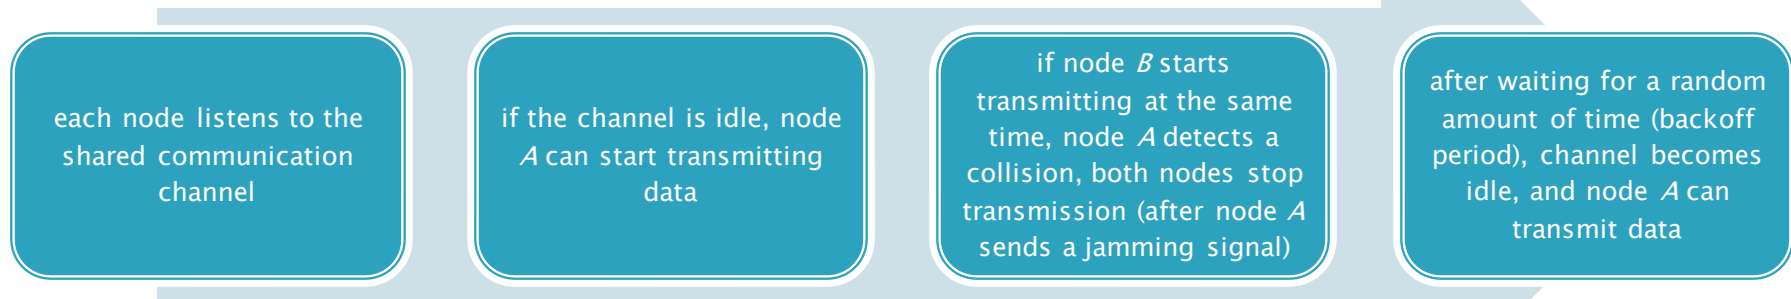 each node listens to the
shared communication
channel
if the channel is idle, node
A can start transmitting
data
if node B starts
transmitting at the same
time, node A detects a
collision, both nodes stop
transmission (after node A
sends a jamming signal)
after waiting for a random
amount of time (backoff
period), channel becomes
idle, and node A can
transmit data